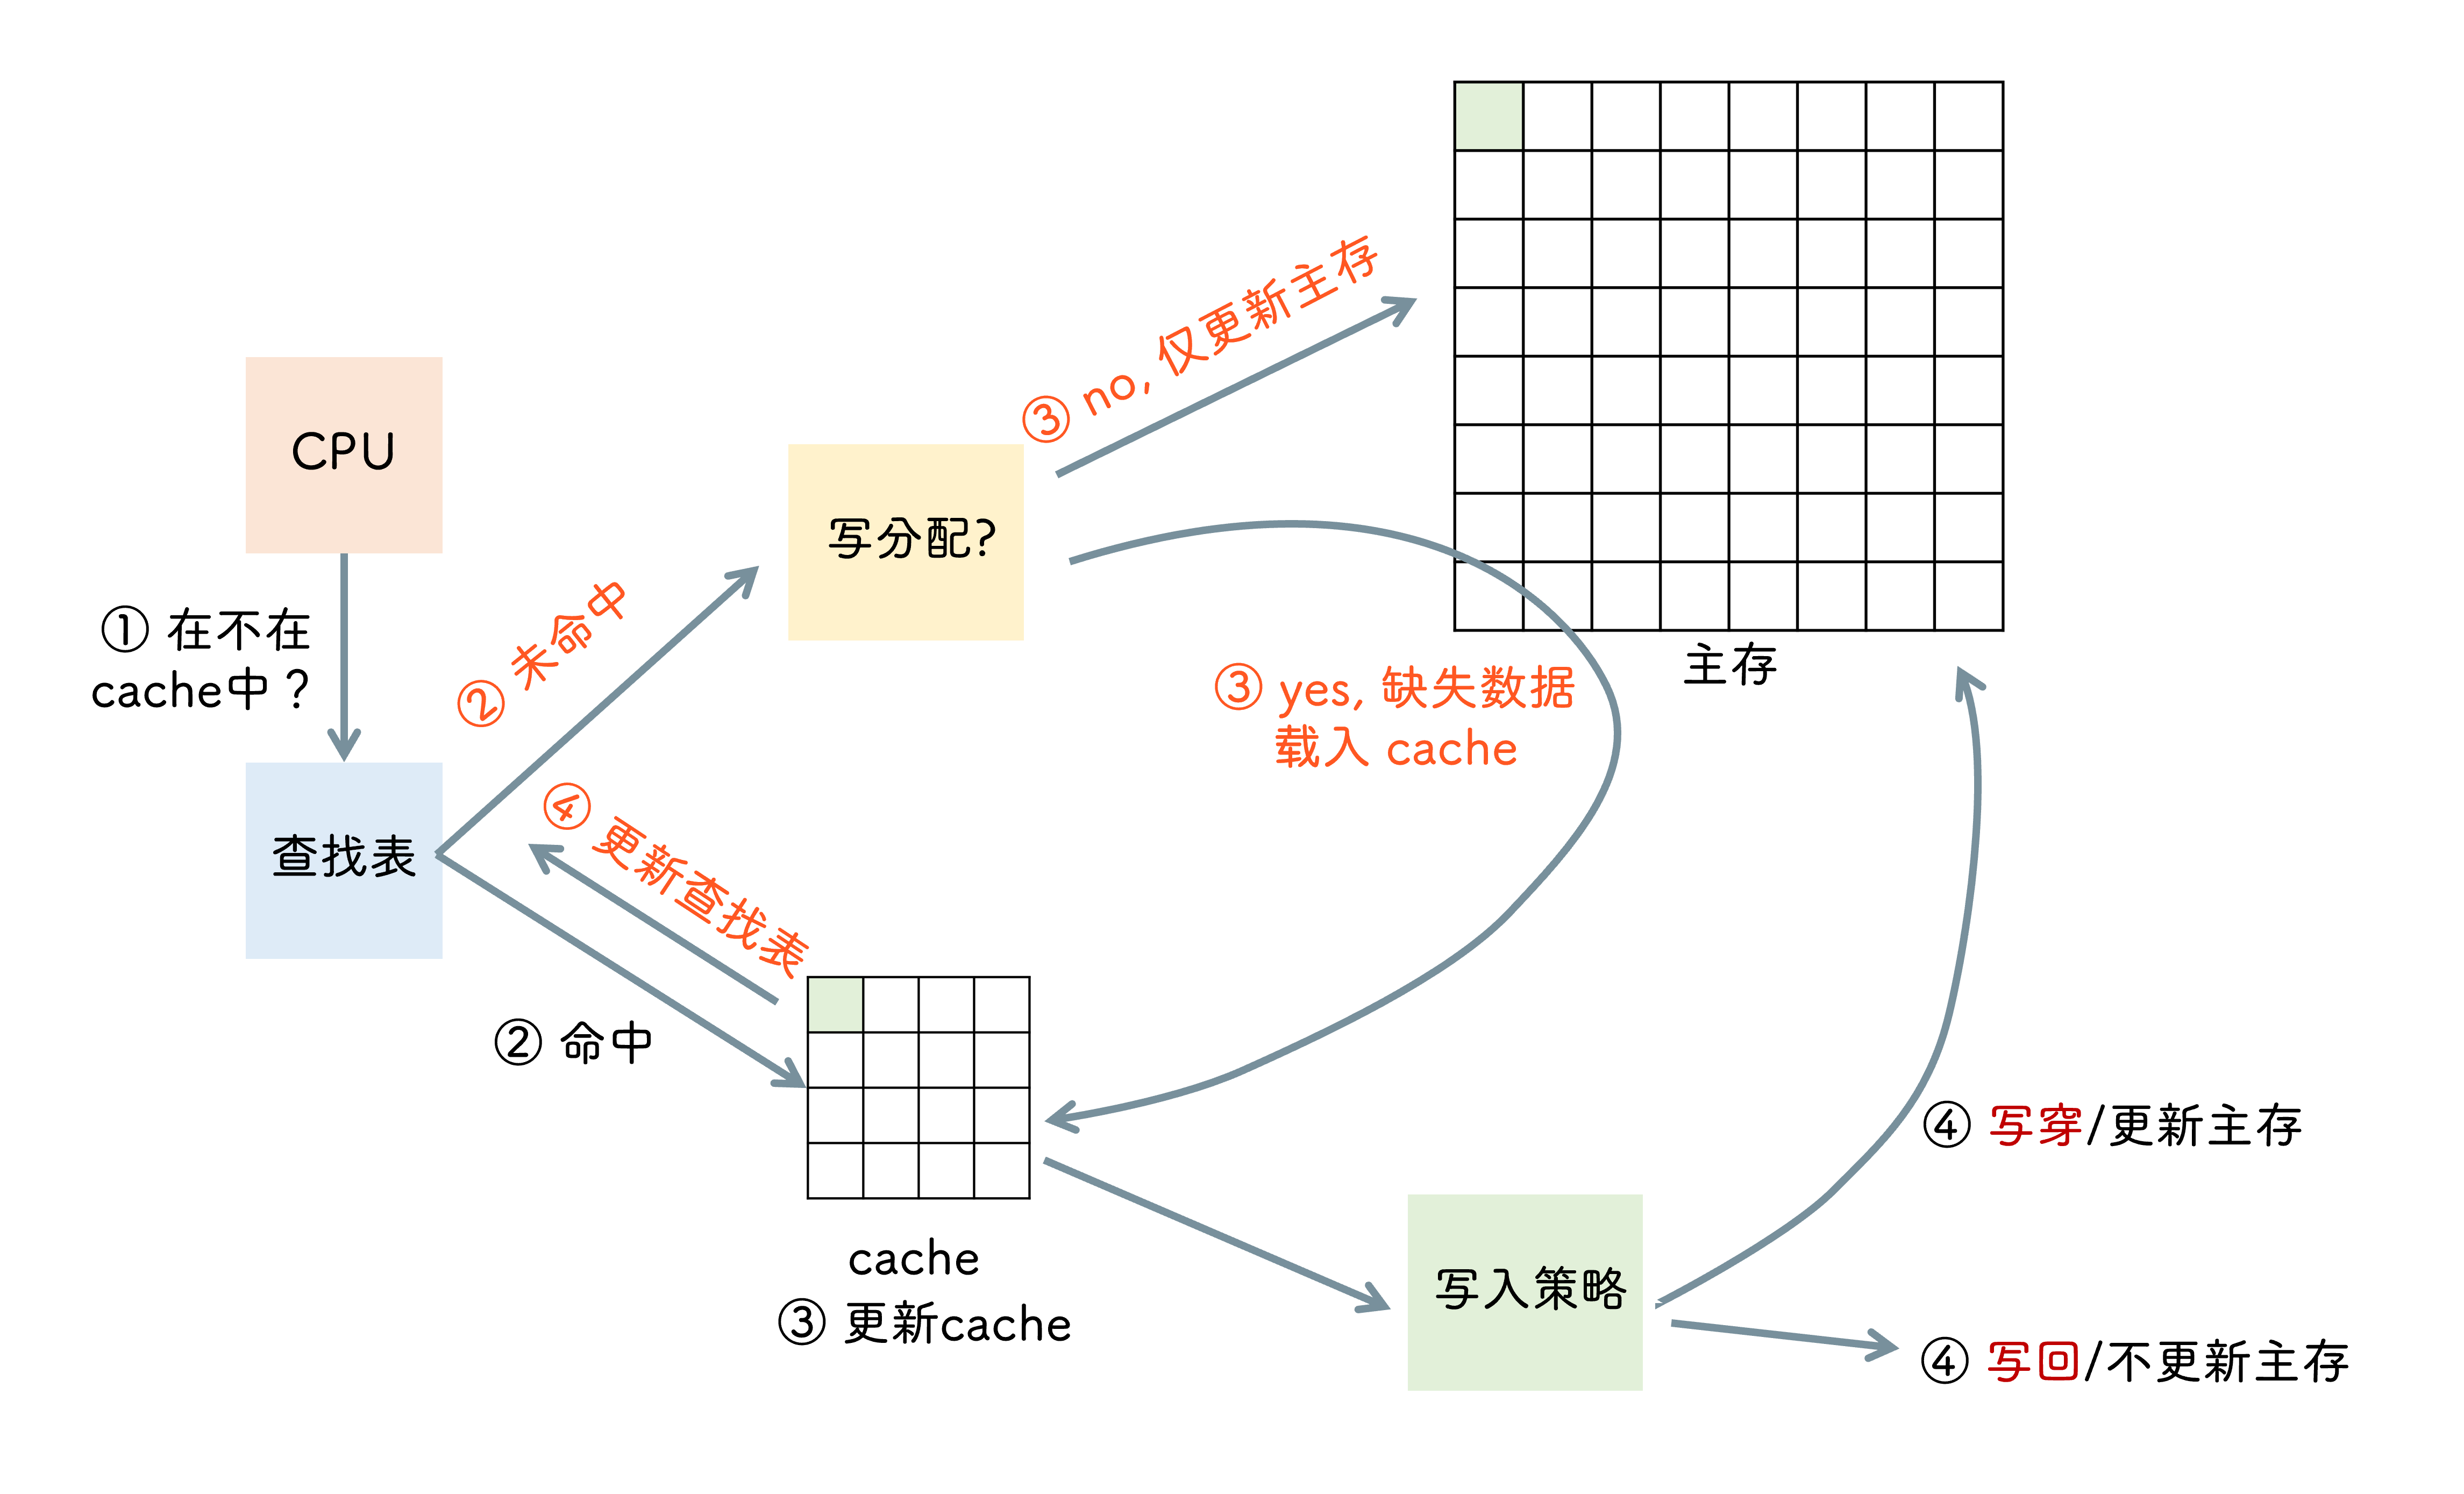 CPU
① 在不在
cache中 ?
查找表
② 未命中
② 命中
写分配?
③ no, 仅更新主存
主存
③ yes, 缺失数据
载入 cache
④ 更新查找表
cache
③ 更新cache
写入策略
④ 写穿/更新主存
④ 写回/不更新主存